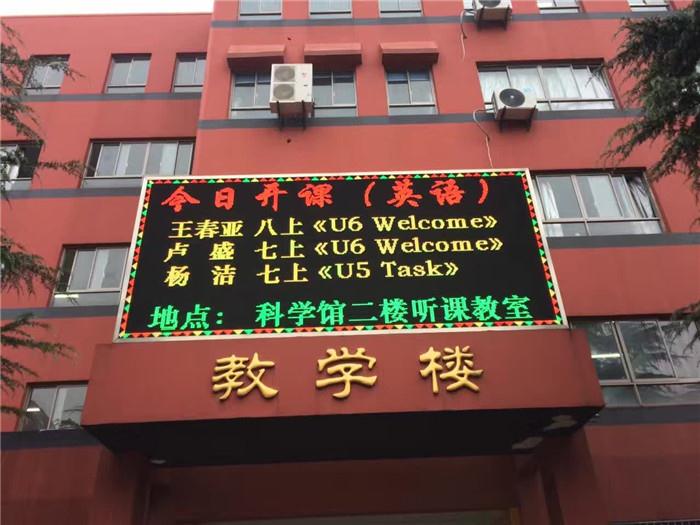 今日开课（英语）
王春亚 八上《U6 Welcome》
卢 盛 七上《U6 Welcome》
杨 洁 七上《U5 Task》
地点： 科学馆二楼听课教室
教学楼